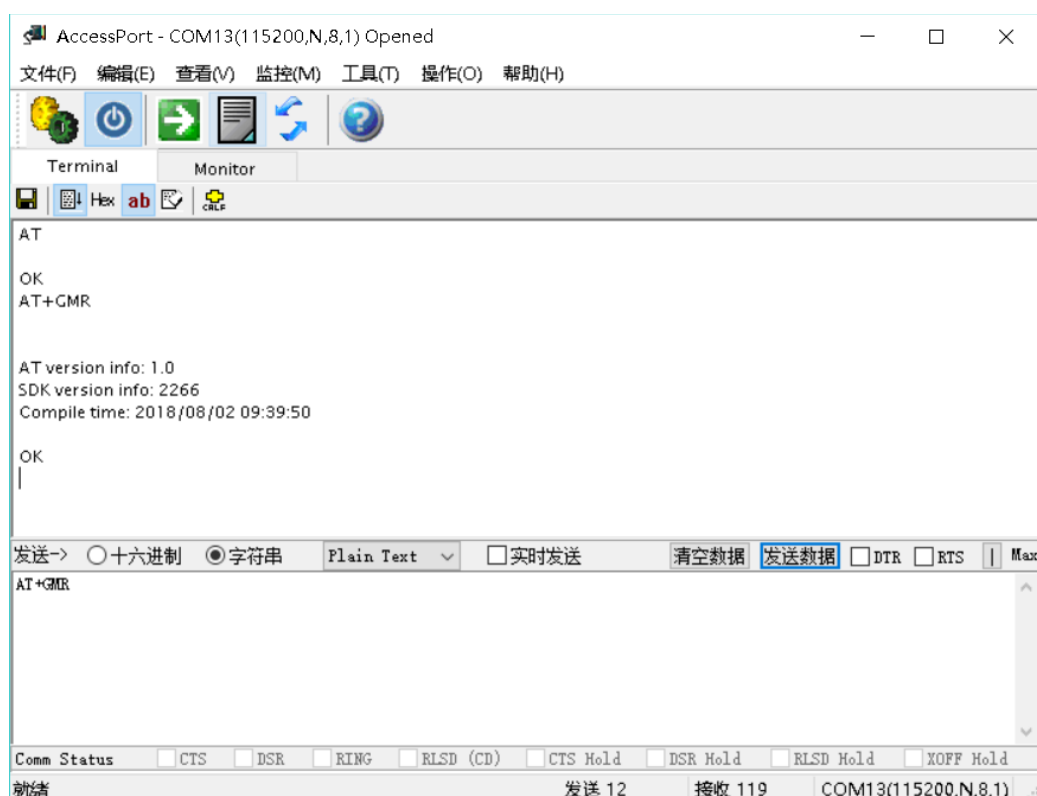 AccessPort - COM13(115200,N,8,1) Opened
文件(F) 编辑(E) 查看(V) 监控(M) 工具(T) 操作(O) 帮助(H)
Terminal Monitor
Hex ab CRLF
AT
OK
AT+GMR
AT version info: 1.0
SDK version info: 2266
Compile time: 2018/08/02 09:39:50
OK
发送-> 十六进制 字符串 Plain Text 实时发送 清空数据 发送数据 DTR RTS Max
AT+GMR
Comm Status CTS DSR RING RLSD (CD) CTS Hold DSR Hold RLSD Hold XOFF Hold
就绪 发送 12 接收 119 COM13(115200,N,8,1)